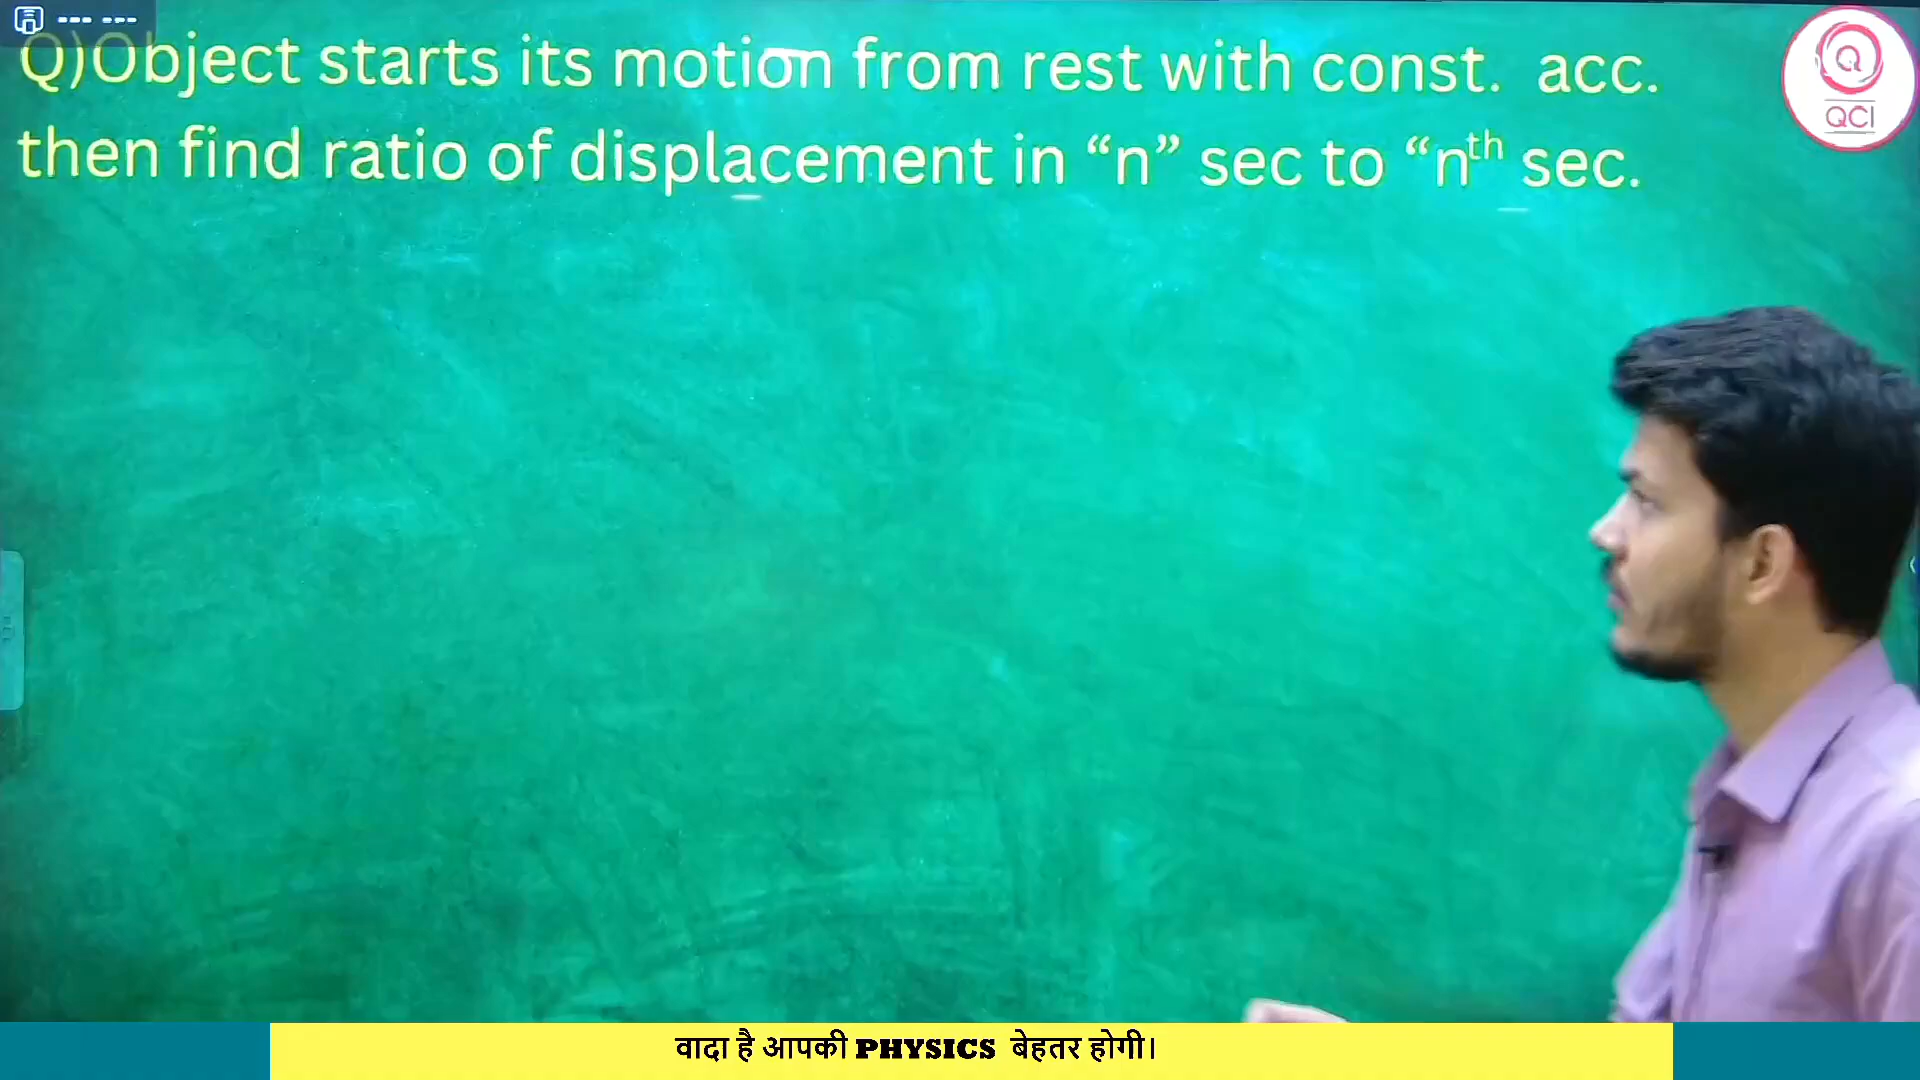 Q)Object starts its motion from rest with const. acc.
then find ratio of displacement in “n” sec to “nth sec.
QCI
वादा है आपकी PHYSICS बेहतर होगी।